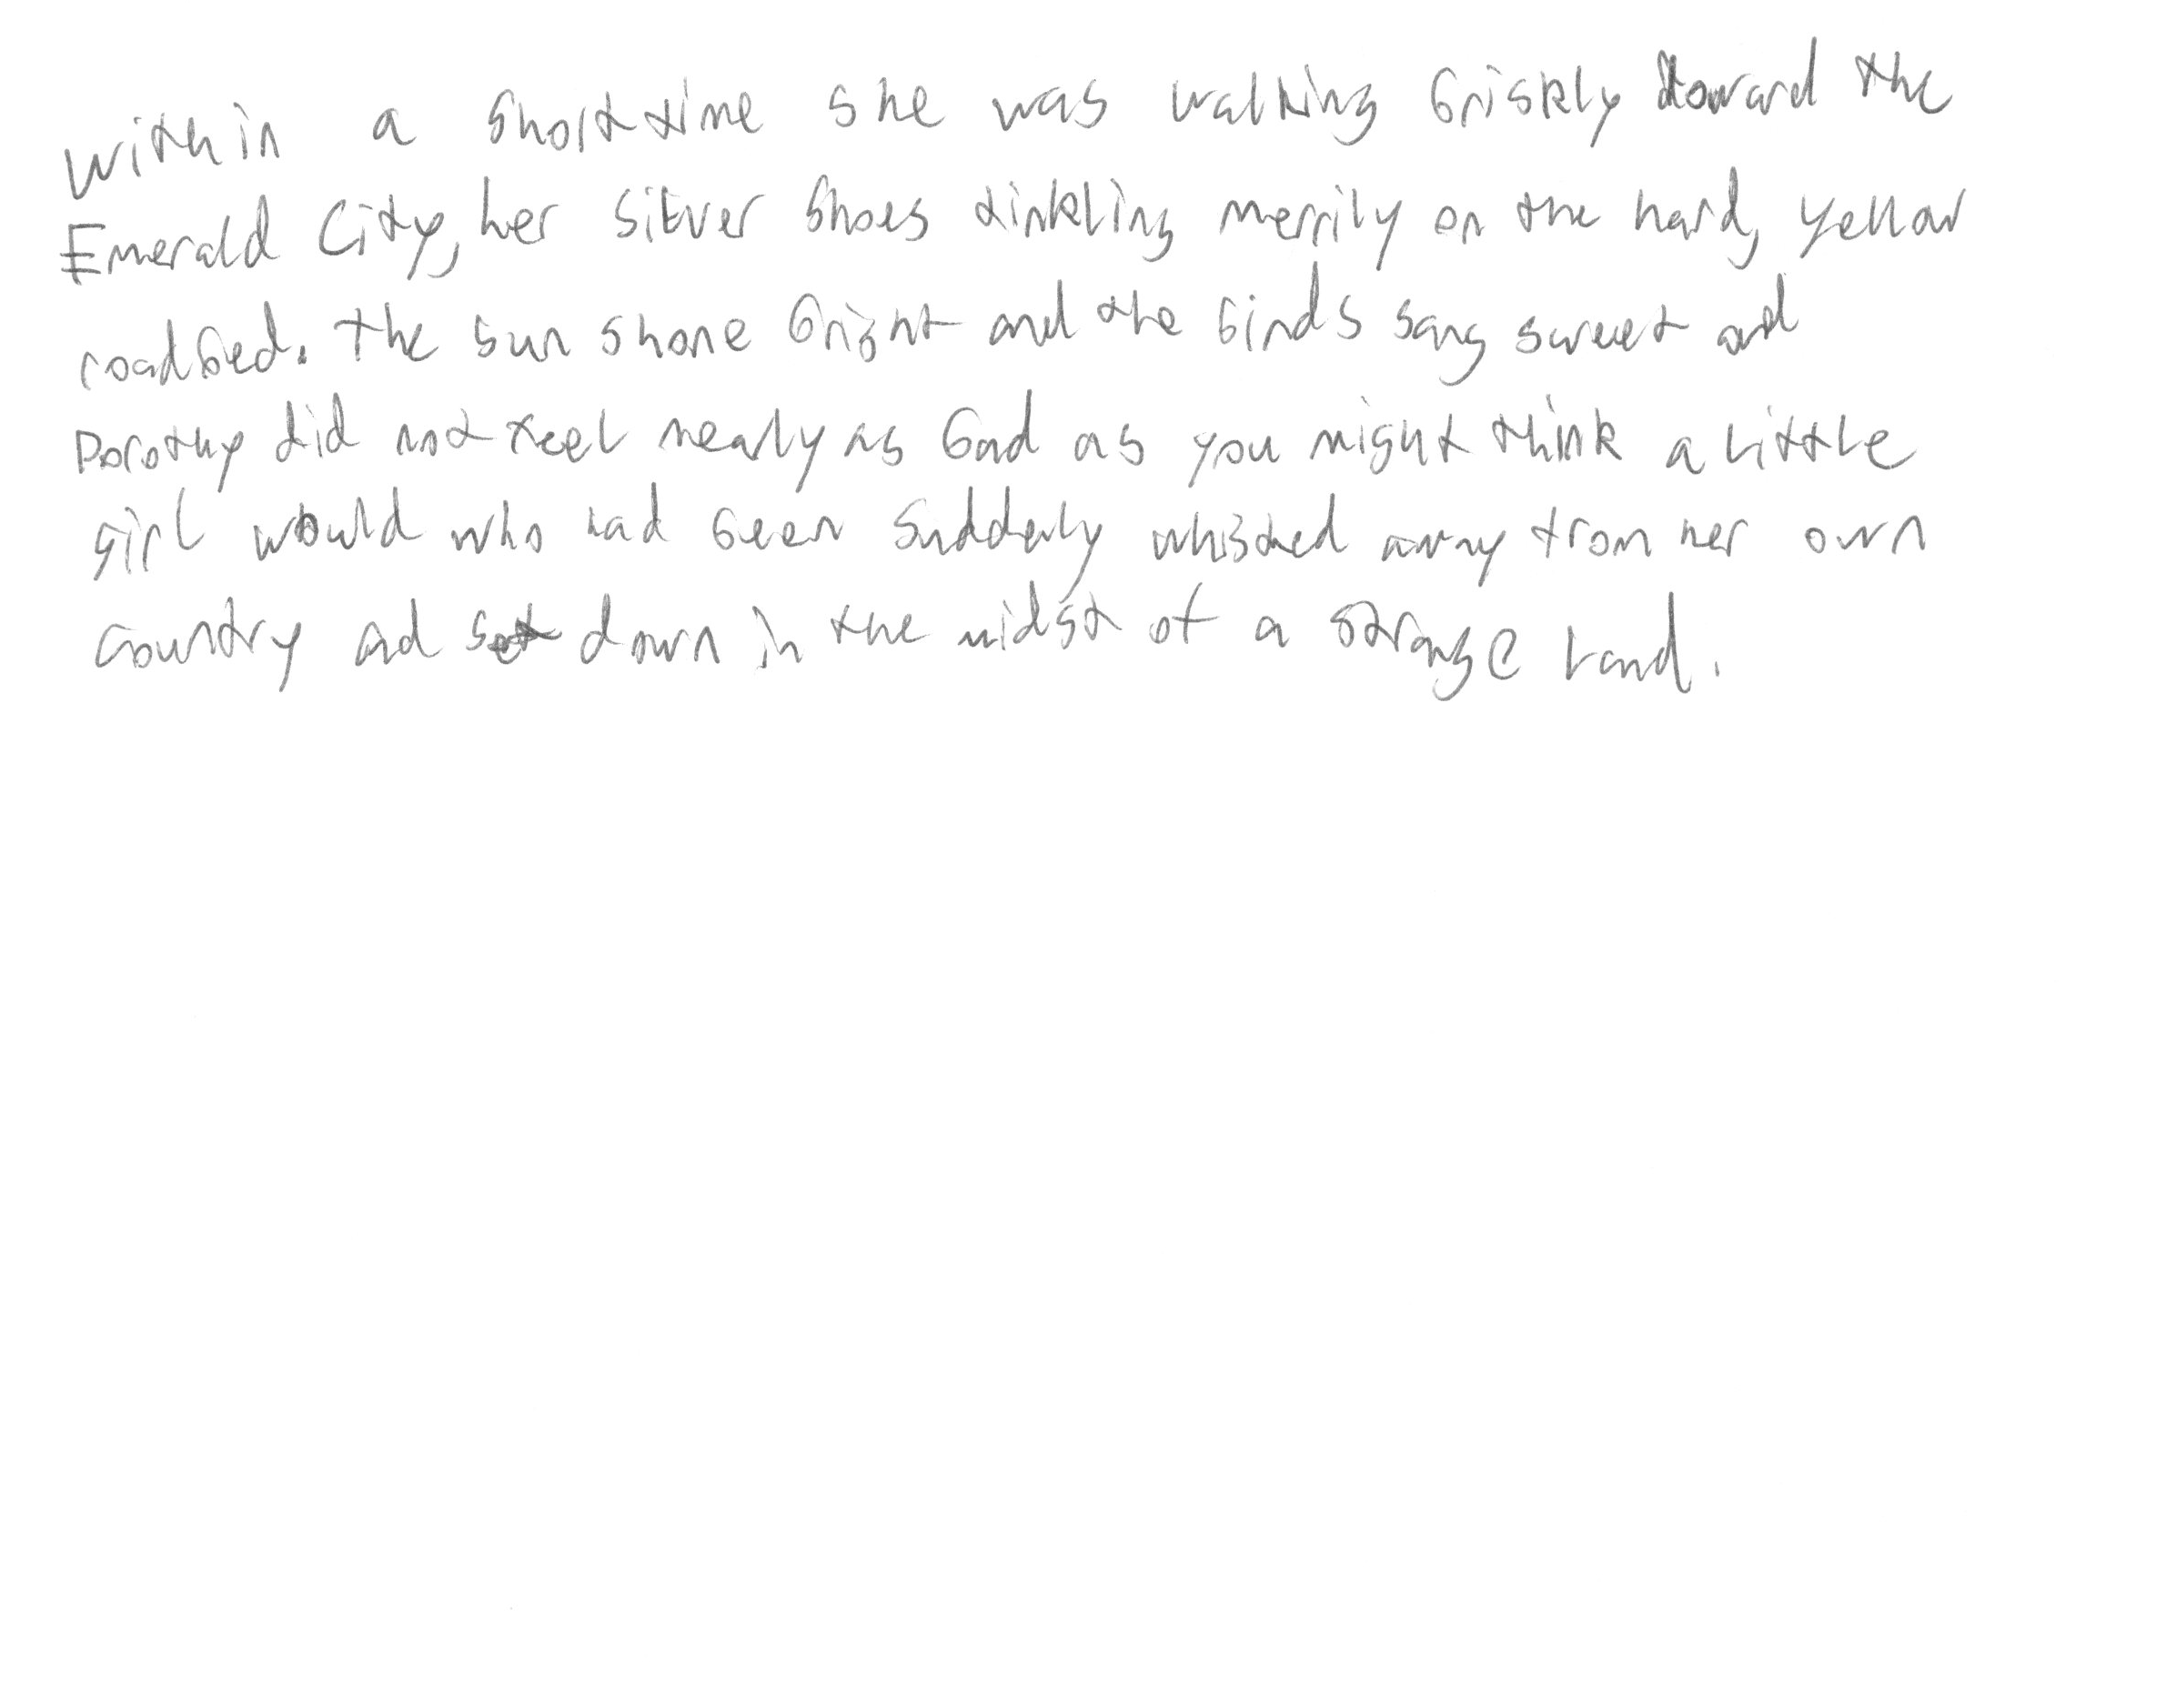 Within a short time she was walking briskly toward the
Emerald City, her silver shoes tinkling merrily on the hard, yellow
roadbed. The sun shone bright and the birds sang sweet and
Dorothy did not feel nearly as bad as you might think a little
girl would who had been suddenly whisked away from her own
country and set down in the midst of a strange land.